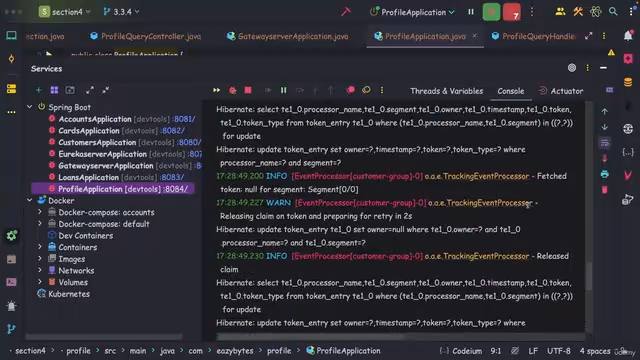 section4 3.3.4 ProfileApplication 7
ction.java ProfileQueryController.java GatewayserverApplication.java ProfileApplication.java ProfileQueryHandler
public class ProfileApplication {
Services
Threads & Variables Console Actuator
Spring Boot
AccountsApplication [devtools] :8081/
CardsApplication [devtools] :8082/
CustomersApplication [devtools] :8080/
EurekaserverApplication [devtools]
GatewayserverApplication [devtools]
LoansApplication [devtools] :8083/
ProfileApplication [devtools] :8084/
Docker
Docker-compose: accounts
Docker-compose: default
Dev Containers
Containers
Images
Networks
Volumes
Kubernetes
Hibernate: select te1_0.processor_name,te1_0.segment,te1_0.owner,te1_0.timestamp,te1_0.token,
te1_0.token_type from token_entry te1_0 where (te1_0.processor_name,te1_0.segment) in ((?,?))
for update
Hibernate: update token_entry set owner=?,timestamp=?,token=?,token_type=? where
processor_name=? and segment=?
17:28:49.200 INFO [EventProcessor[customer-group]-0] o.a.e.TrackingEventProcessor - Fetched
token: null for segment: Segment[0/0]
17:28:49.227 WARN [EventProcessor[customer-group]-0] o.a.e.TrackingEventProcessor -
Releasing claim on token and preparing for retry in 2s
Hibernate: update token_entry te1_0 set owner=null where te1_0.owner=? and te1_0
.processor_name=? and te1_0.segment=?
17:28:49.230 INFO [EventProcessor[customer-group]-0] o.a.e.TrackingEventProcessor - Released
claim
Hibernate: select te1_0.processor_name,te1_0.segment,te1_0.owner,te1_0.timestamp,te1_0.token,
te1_0.token_type from token_entry te1_0 where (te1_0.processor_name,te1_0.segment) in ((?,?))
for update
Hibernate: update token_entry set owner=?,timestamp=?,token=?,token_type=? where
section4 > profile > src > main > java > com > eazybytes > profile > ProfileApplication Codeium 9:1 LF UTF-8 4 spaces